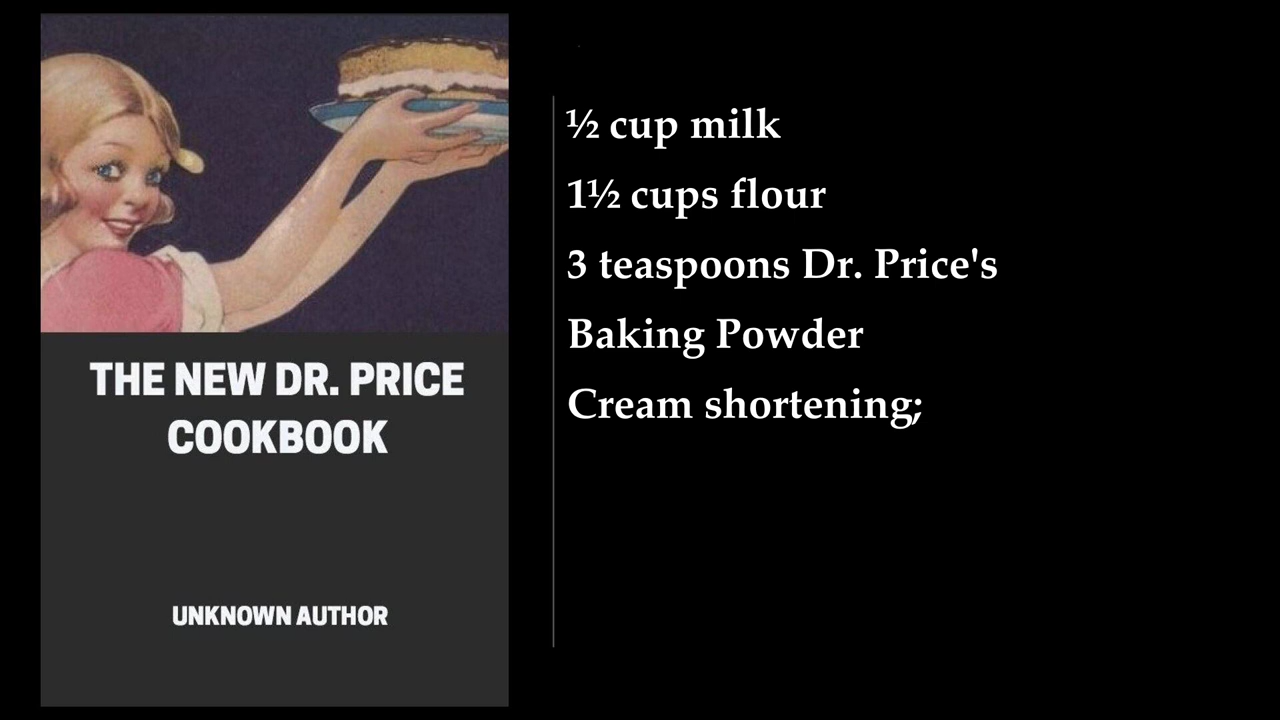 THE NEW DR. PRICE
COOKBOOK
UNKNOWN AUTHOR
½ cup milk
1½ cups flour
3 teaspoons Dr. Price's
Baking Powder
Cream shortening;